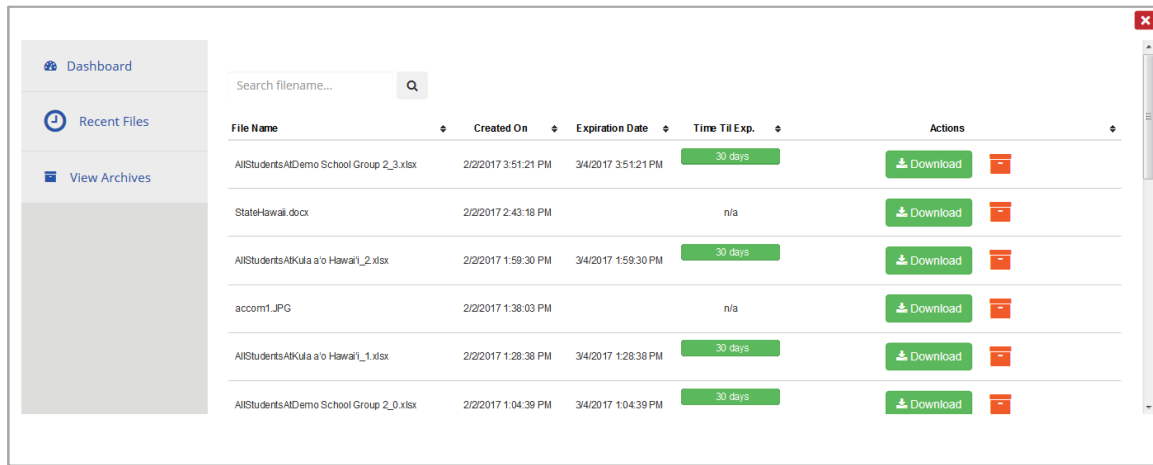 Dashboard
Recent Files
View Archives
Search filename...
File Name Created On Expiration Date Time Til Exp. Actions
AllStudentsAtDemo School Group 2_3.xlsx 2/2/2017 3:51:21 PM 3/4/2017 3:51:21 PM 30 days Download
StateHawaii.docx 2/2/2017 2:43:18 PM n/a Download
AllStudentsAtKula a'o Hawai'i_2.xlsx 2/2/2017 1:59:30 PM 3/4/2017 1:59:30 PM 30 days Download
accom1.JPG 2/2/2017 1:38:03 PM n/a Download
AllStudentsAtKula a'o Hawai'i_1.xlsx 2/2/2017 1:28:38 PM 3/4/2017 1:28:38 PM 30 days Download
AllStudentsAtDemo School Group 2_0.xlsx 2/2/2017 1:04:39 PM 3/4/2017 1:04:39 PM 30 days Download